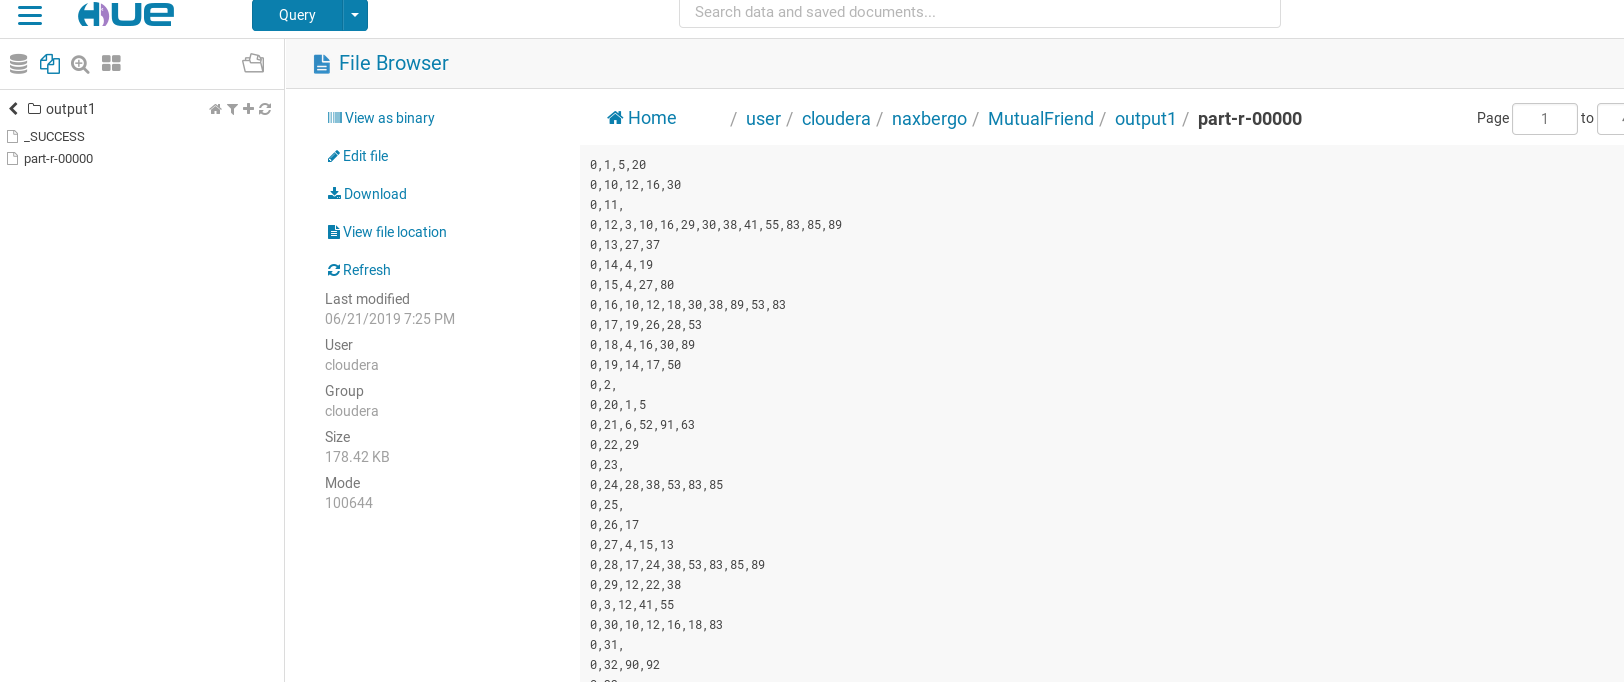 HUE
Query
Search data and saved documents...
File Browser
output1
_SUCCESS
part-r-00000
View as binary
Edit file
Download
View file location
Refresh
Last modified
06/21/2019 7:25 PM
User
cloudera
Group
cloudera
Size
178.42 KB
Mode
100644
Home / user / cloudera / naxbergo / MutualFriend / output1 / part-r-00000
Page 1 to
0,1,5,20
0,10,12,16,30
0,11,
0,12,3,10,16,29,30,38,41,55,83,85,89
0,13,27,37
0,14,4,19
0,15,4,27,80
0,16,10,12,18,30,38,89,53,83
0,17,19,26,28,53
0,18,4,16,30,89
0,19,14,17,50
0,2,
0,20,1,5
0,21,6,52,91,63
0,22,29
0,23,
0,24,28,38,53,83,85
0,25,
0,26,17
0,27,4,15,13
0,28,17,24,38,53,83,85,89
0,29,12,22,38
0,3,12,41,55
0,30,10,12,16,18,83
0,31,
0,32,90,92